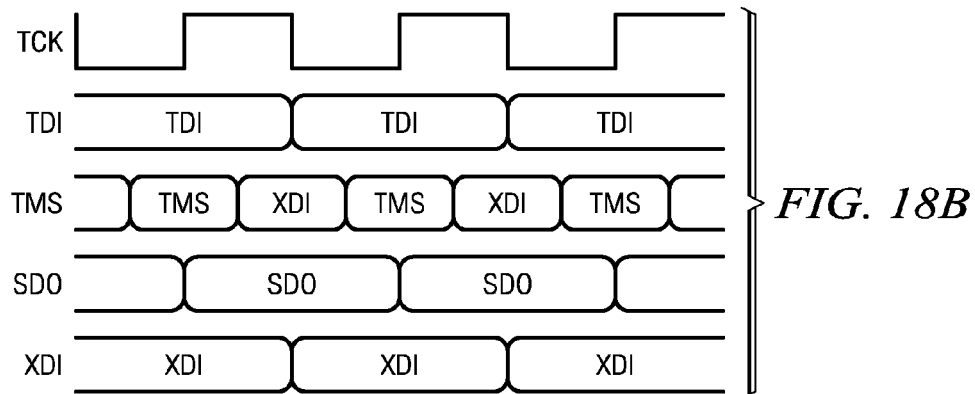 TCK
TDI TDI TDI TDI
TMS TMS XDI TMS XDI TMS
FIG. 18B
SDO SDO SDO
XDI XDI XDI XDI